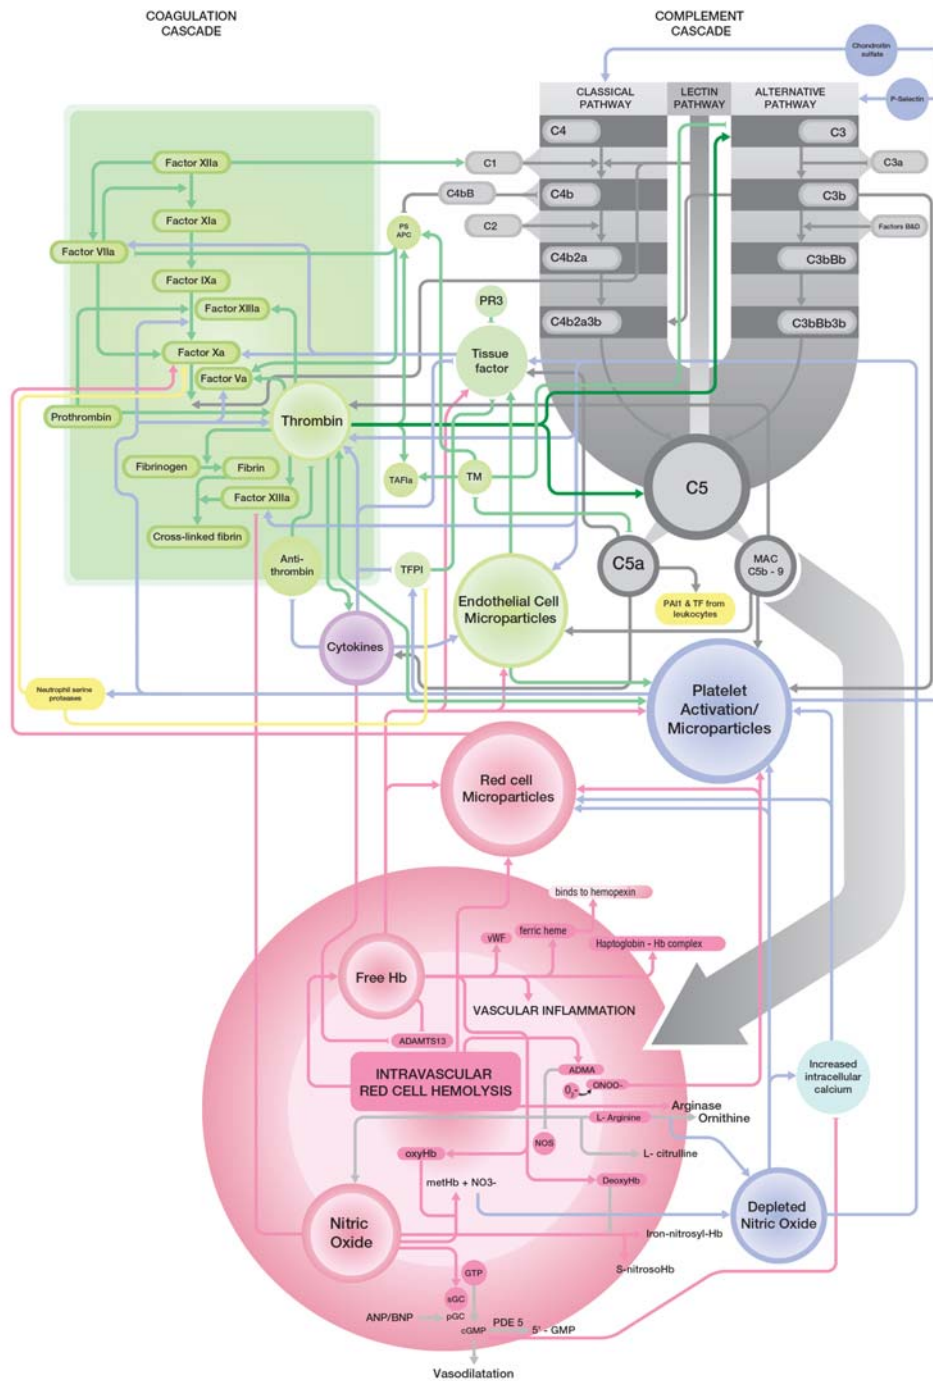 COAGULATION
CASCADE
COMPLEMENT
CASCADE
Chondroitin
sulfate
P-Selectin
CLASSICAL
PATHWAY
LECTIN
PATHWAY
ALTERNATIVE
PATHWAY
C4
C3
Factor XIIa
C1
C3a
C4bB
C4b
C3b
Factor XIa
PS
APC
C2
Factors B&D
Factor VIIa
C4b2a
C3bBb
Factor IXa
PR3
Factor XIIIa
C4b2a3b
C3bBb3b
Factor Xa
Tissue
factor
Factor Va
Prothrombin
Thrombin
Fibrinogen
Fibrin
TAFIa
TM
C5
Factor XIIIa
Cross-linked fibrin
Anti-
thrombin
TFPI
C5a
MAC
C5b - 9
Endothelial Cell
Microparticles
PAI1 & TF from
leukocytes
Cytokines
Neutrophil serine
proteases
Platelet
Activation/
Microparticles
Red cell
Microparticles
binds to hemopexin
ferric heme
vWF
Haptoglobin - Hb complex
Free Hb
VASCULAR INFLAMMATION
ADAMTS13
INTRAVASCULAR
RED CELL HEMOLYSIS
ADMA
O2-
ONOO-
Increased
intracellular
calcium
Arginase
L- Arginine
Ornithine
NOS
oxyHb
L- citrulline
metHb + NO3-
DeoxyHb
Nitric
Oxide
Depleted
Nitric Oxide
Iron-nitrosyl-Hb
S-nitrosoHb
GTP
sGC
ANP/BNP
pGC
PDE 5
cGMP
5' - GMP
Vasodilatation